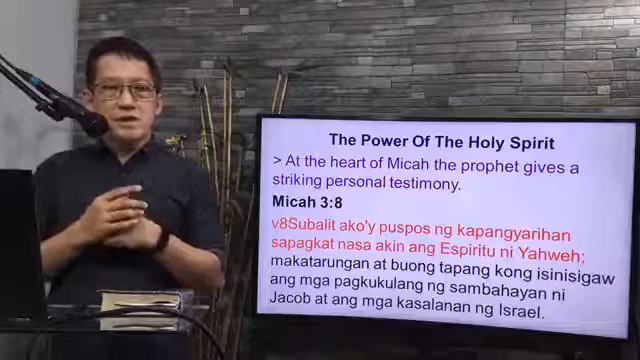 The Power Of The Holy Spirit
> At the heart of Micah the prophet gives a
striking personal testimony.
Micah 3:8
v8Subalit ako'y puspos ng kapangyarihan
sapagkat nasa akin ang Espiritu ni Yahweh;
makatarungan at buong tapang kong isinisigaw
ang mga pagkukulang ng sambahayan ni
Jacob at ang mga kasalanan ng Israel.